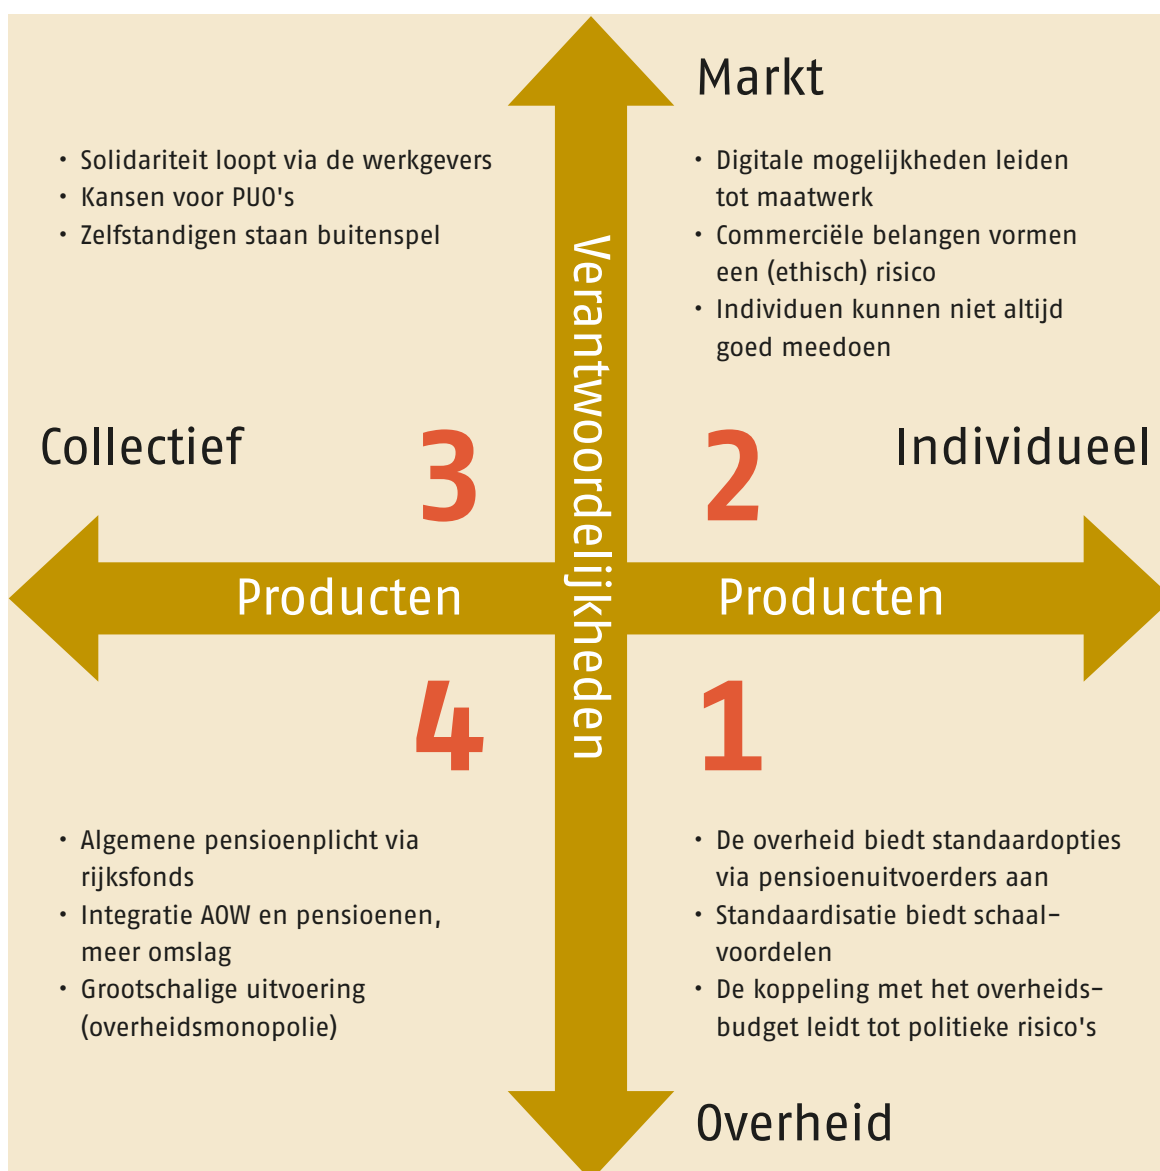 Markt
• Solidariteit loopt via de werkgevers
• Kansen voor PUO's
• Zelfstandigen staan buitenspel
• Digitale mogelijkheden leiden
tot maatwerk
• Commerciële belangen vormen
een (ethisch) risico
• Individuen kunnen niet altijd
goed meedoen
Verantwoordelijkheden
Collectief
3
2
Individueel
Producten
Producten
4
1
• Algemene pensioenplicht via
rijksfonds
• Integratie AOW en pensioenen,
meer omslag
• Grootschalige uitvoering
(overheidsmonopolie)
• De overheid biedt standaardopties
via pensioenuitvoerders aan
• Standaardisatie biedt schaal-
voordelen
• De koppeling met het overheids-
budget leidt tot politieke risico's
Overheid